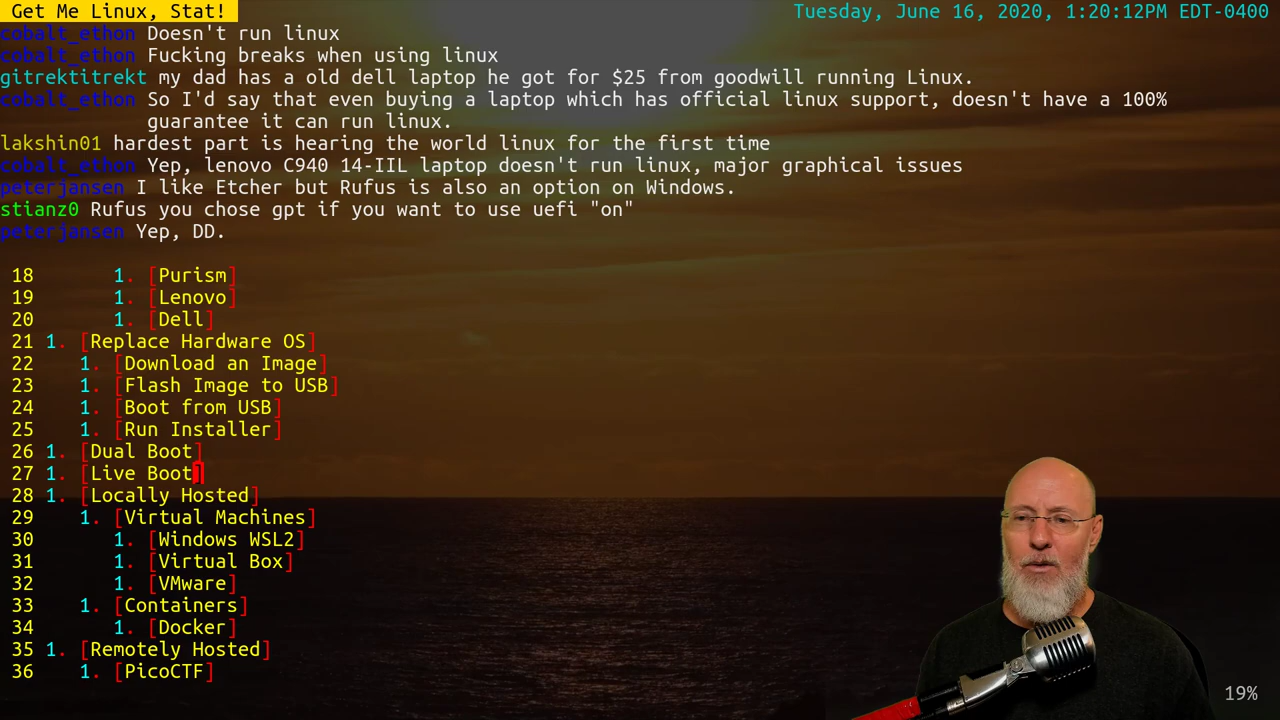 Get Me Linux, Stat!
Tuesday, June 16, 2020, 1:20:12PM EDT-0400
cobalt_ethon Doesn't run linux
cobalt_ethon Fucking breaks when using linux
gitrektitrekt my dad has a old dell laptop he got for $25 from goodwill running Linux.
cobalt_ethon So I'd say that even buying a laptop which has official linux support, doesn't have a 100%
guarantee it can run linux.
lakshin01 hardest part is hearing the world linux for the first time
cobalt_ethon Yep, lenovo C940 14-IIL laptop doesn't run linux, major graphical issues
peterjansen I like Etcher but Rufus is also an option on Windows.
stianz0 Rufus you chose gpt if you want to use uefi "on"
peterjansen Yep, DD.
18 1. [Purism]
19 1. [Lenovo]
20 1. [Dell]
21 1. [Replace Hardware OS]
22 1. [Download an Image]
23 1. [Flash Image to USB]
24 1. [Boot from USB]
25 1. [Run Installer]
26 1. [Dual Boot]
27 1. [Live Boot]
28 1. [Locally Hosted]
29 1. [Virtual Machines]
30 1. [Windows WSL2]
31 1. [Virtual Box]
32 1. [VMware]
33 1. [Containers]
34 1. [Docker]
35 1. [Remotely Hosted]
36 1. [PicoCTF]
19%